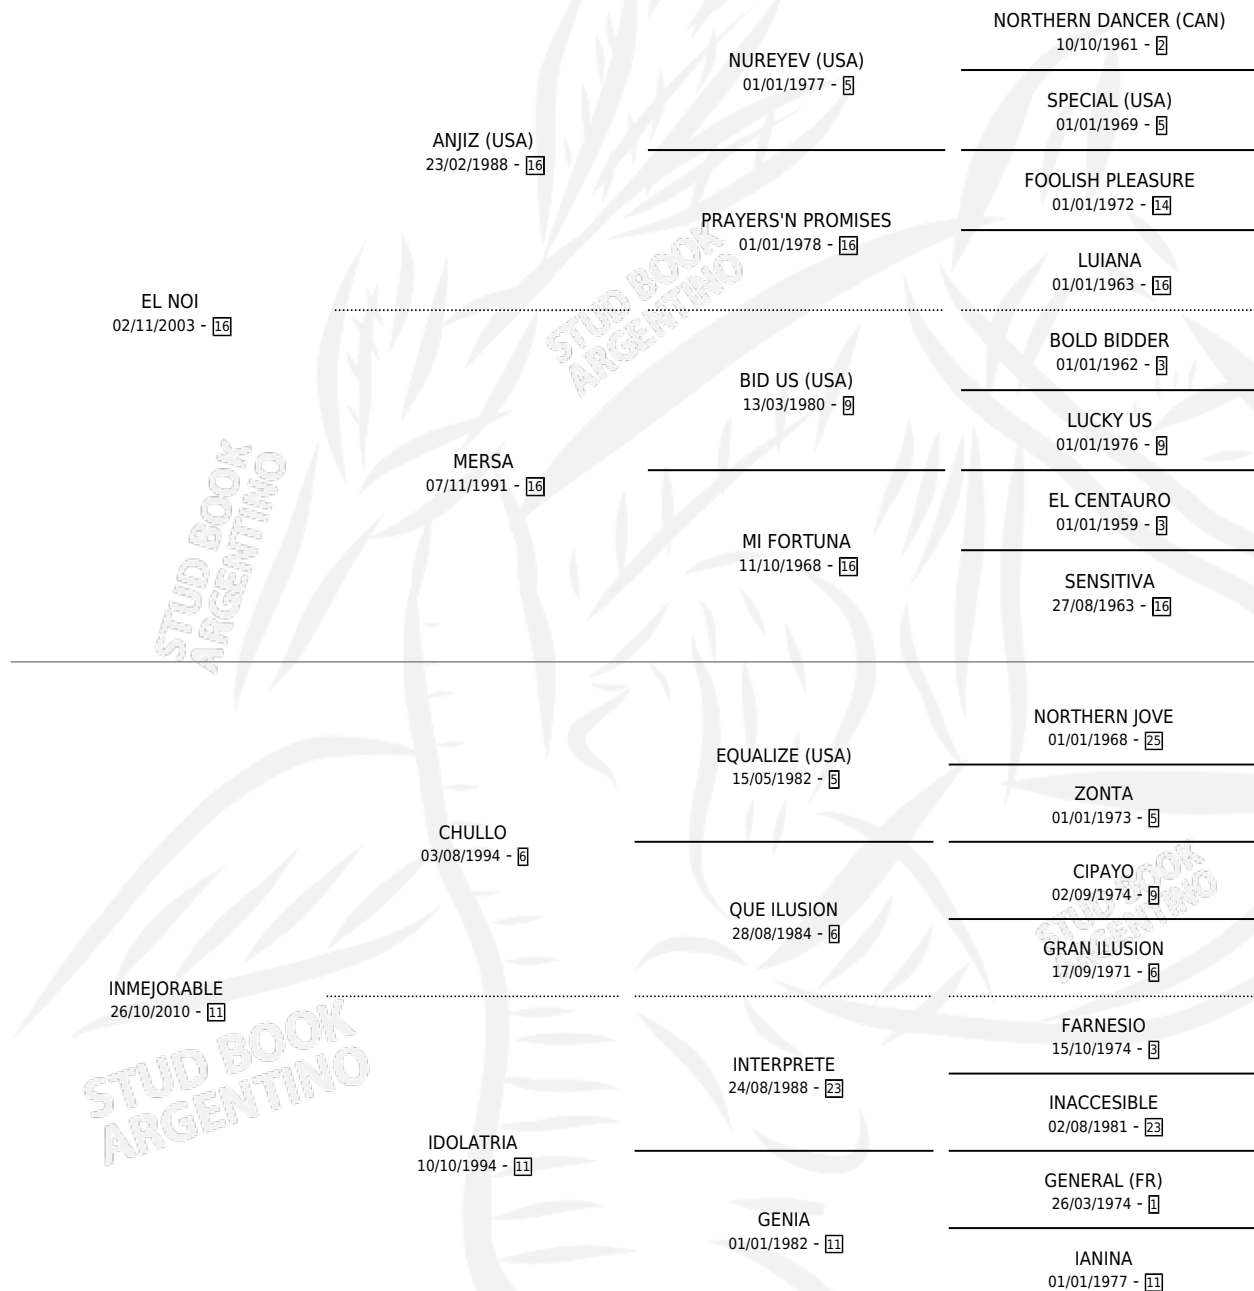 NORTHERN DANCER (CAN)
10/10/1961 - 2
NUREYEV (USA)
01/01/1977 - 5
SPECIAL (USA)
01/01/1969 - 5
ANJIZ (USA)
23/02/1988 - 16
FOOLISH PLEASURE
01/01/1972 - 14
PRAYERS'N PROMISES
01/01/1978 - 16
LUIANA
01/01/1963 - 16
EL NOI
02/11/2003 - 16
BOLD BIDDER
01/01/1962 - 3
BID US (USA)
13/03/1980 - 9
LUCKY US
01/01/1976 - 9
MERSA
07/11/1991 - 16
EL CENTAURO
01/01/1959 - 3
MI FORTUNA
11/10/1968 - 16
SENSITIVA
27/08/1963 - 16
NORTHERN JOVE
01/01/1968 - 25
EQUALIZE (USA)
15/05/1982 - 5
ZONTA
01/01/1973 - 5
CHULLO
03/08/1994 - 6
CIPAYO
02/09/1974 - 9
QUE ILUSION
28/08/1984 - 6
GRAN ILUSION
17/09/1971 - 6
INMEJORABLE
26/10/2010 - 11
FARNESIO
15/10/1974 - 3
INTERPRETE
24/08/1988 - 23
INACCESIBLE
02/08/1981 - 23
IDOLATRIA
10/10/1994 - 11
GENERAL (FR)
26/03/1974 - 1
GENIA
01/01/1982 - 11
IANINA
01/01/1977 - 11
STUD BOOK
ARGENTINO
STUD BOOK
ARGENTINO
STUD BOOK
ARGENTINO
STUD BOOK
ARGENTINO